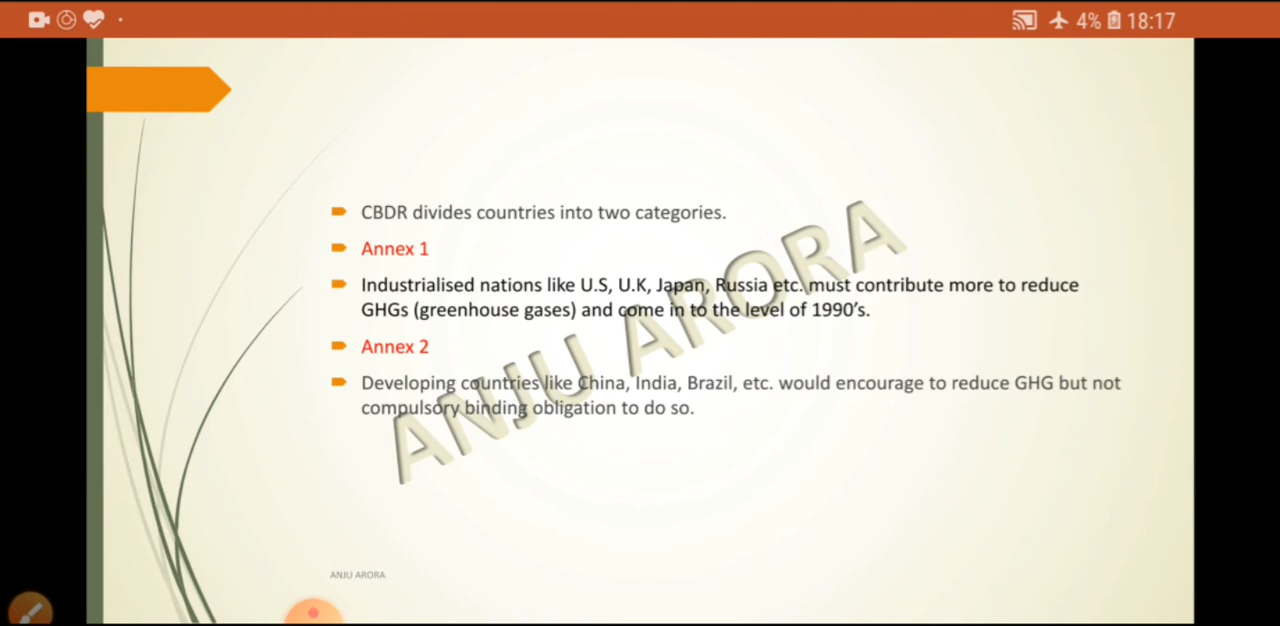 4% 18:17
CBDR divides countries into two categories.
Annex 1
Industrialised nations like U.S, U.K, Japan, Russia etc. must contribute more to reduce
GHGs (greenhouse gases) and come in to the level of 1990’s.
Annex 2
Developing countries like China, India, Brazil, etc. would encourage to reduce GHG but not
compulsory binding obligation to do so.
ANJU ARORA
ANJU ARORA